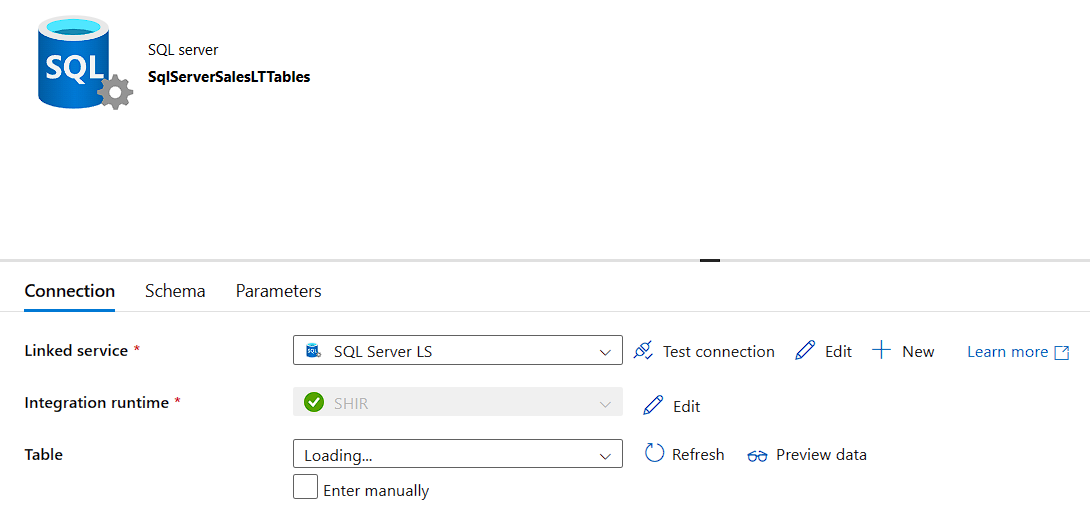 SQL
SQL server
SqlServerSalesLTTables
Connection Schema Parameters
Linked service * SQL SQL Server LS Test connection Edit New Learn more
Integration runtime * SHIR Edit
Table Loading... Refresh Preview data
Enter manually